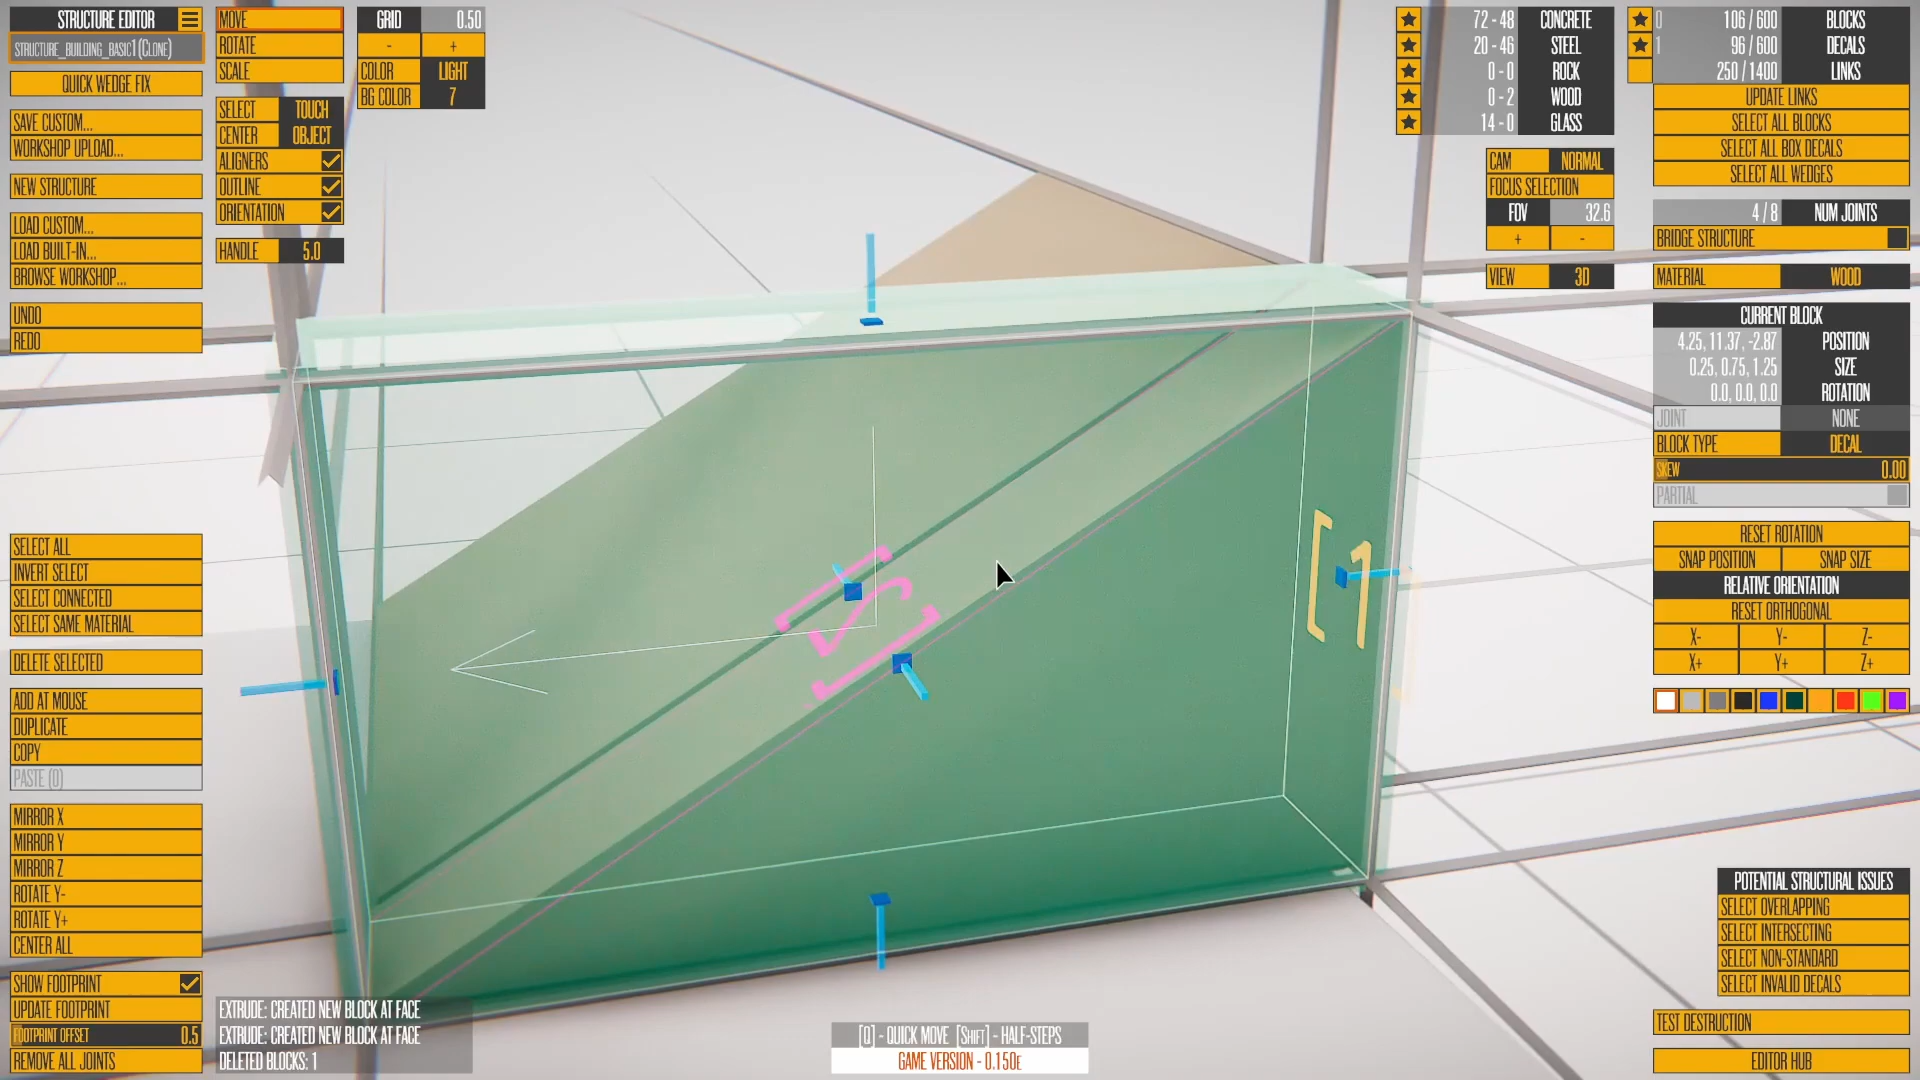 STRUCTURE EDITOR
STRUCTURE_BUILDING_BASIC1 (CLONE)
QUICK WEDGE FIX
SAVE CUSTOM...
WORKSHOP UPLOAD...
NEW STRUCTURE
LOAD CUSTOM...
LOAD BUILT-IN...
BROWSE WORKSHOP...
UNDO
REDO
SELECT ALL
INVERT SELECT
SELECT CONNECTED
SELECT SAME MATERIAL
DELETE SELECTED
ADD AT MOUSE
DUPLICATE
COPY
PASTE (0)
MIRROR X
MIRROR Y
MIRROR Z
ROTATE Y-
ROTATE Y+
CENTER ALL
SHOW FOOTPRINT
UPDATE FOOTPRINT
FOOTPRINT OFFSET 0.5
REMOVE ALL JOINTS
MOVE
ROTATE
SCALE
SELECT TOUCH
CENTER OBJECT
ALIGNERS
OUTLINE
ORIENTATION
HANDLE 5.0
GRID 0.50
- +
COLOR LIGHT
BG COLOR 7
[1
EXTRUDE: CREATED NEW BLOCK AT FACE
EXTRUDE: CREATED NEW BLOCK AT FACE
DELETED BLOCKS: 1
[Q] - QUICK MOVE [SHIFT] - HALF-STEPS
GAME VERSION - 0.150E
72 - 48 CONCRETE
20 - 46 STEEL
0 - 0 ROCK
0 - 2 WOOD
14 - 0 GLASS
CAM NORMAL
FOCUS SELECTION
FOV 32.6
+ -
VIEW 3D
0 106 / 600 BLOCKS
1 96 / 600 DECALS
250 / 1400 LINKS
UPDATE LINKS
SELECT ALL BLOCKS
SELECT ALL BOX DECALS
SELECT ALL WEDGES
4 / 8 NUM JOINTS
BRIDGE STRUCTURE
MATERIAL WOOD
CURRENT BLOCK
4.25, 11.37, -2.87 POSITION
0.25, 0.75, 1.25 SIZE
0.0, 0.0, 0.0 ROTATION
JOINT NONE
BLOCK TYPE DECAL
SKEW 0.00
PARTIAL
RESET ROTATION
SNAP POSITION SNAP SIZE
RELATIVE ORIENTATION
RESET ORTHOGONAL
X- Y- Z-
X+ Y+ Z+
POTENTIAL STRUCTURAL ISSUES
SELECT OVERLAPPING
SELECT INTERSECTING
SELECT NON-STANDARD
SELECT INVALID DECALS
TEST DESTRUCTION
EDITOR HUB